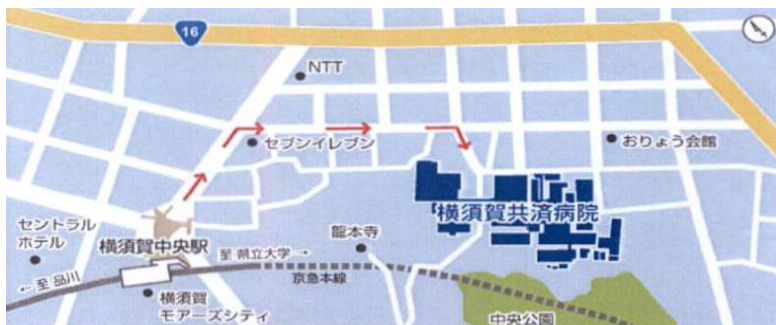 16
NTT
セブンイレブン
おりょう会館
横須賀共済病院
セントラル
ホテル
横須賀中央駅
至 県立大学→
龍本寺
←至 品川
京急本線
横須賀
モアーズシティ
中央公園